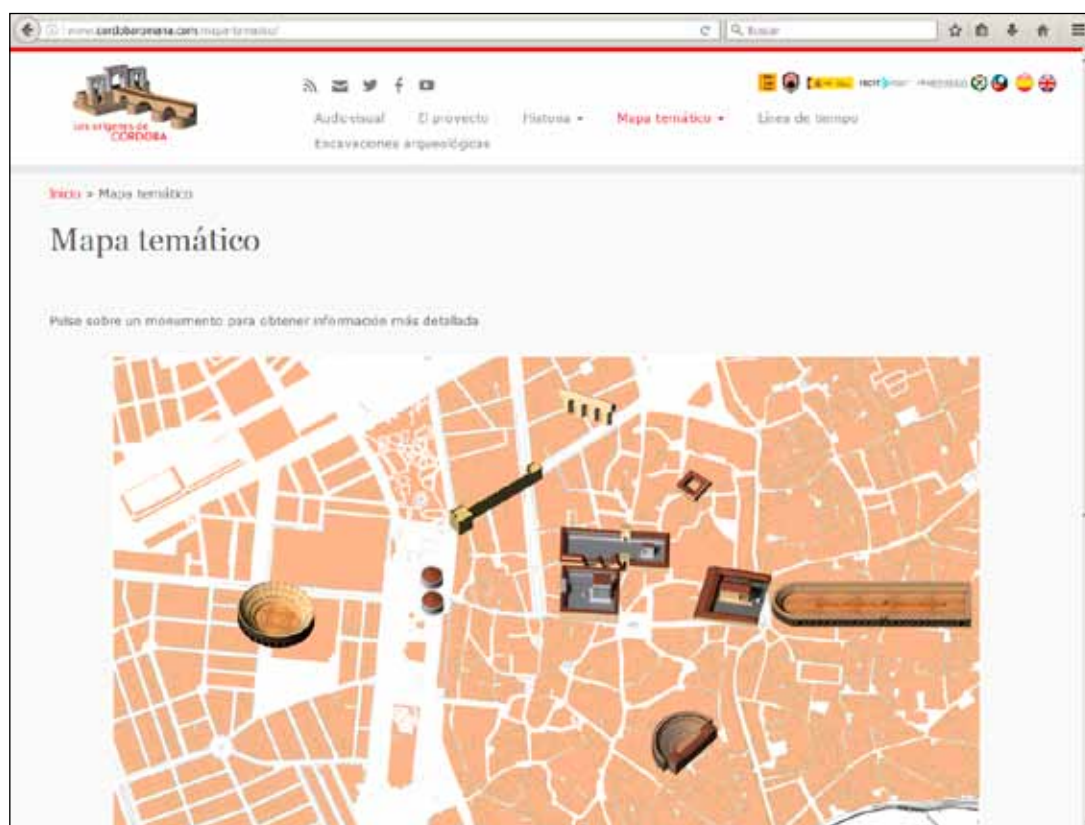 www.cordobaromana.com/mapa-tematico/
Buscar
Los orígenes de
CÓRDOBA
Audiovisual El proyecto Historia Mapa temático Línea de tiempo
Excavaciones arqueológicas
Inicio » Mapa temático
Mapa temático
Pulse sobre un monumento para obtener información más detallada